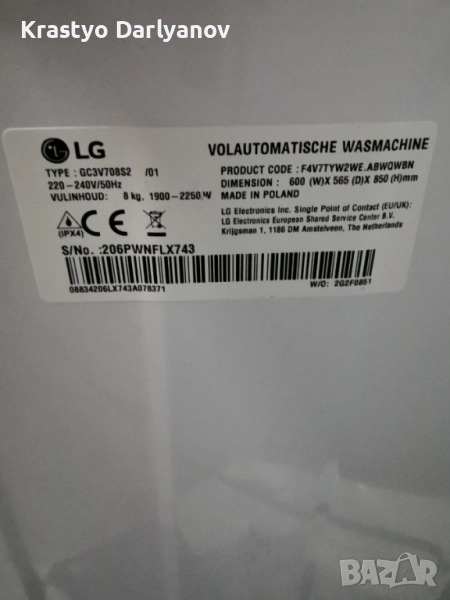 Krastyo Darlyanov
LG
VOLAUTOMATISCHE WASMACHINE
TYPE : GC3V708S2 /01
220-240V/50Hz
VULINHOUD: 8 kg, 1900-2250 W
PRODUCT CODE : F4V7TYW2WE.ABWQWBN
DIMENSION : 600 (W)X 565 (D)X 850 (H)mm
MADE IN POLAND
LG Electronics Inc. Single Point of Contact (EU/UK):
LG Electronics European Shared Service Center B.V.
Krijgsman 1, 1186 DM Amstelveen, The Netherlands
(IPX4)
CE
S/No. :206PWNFLX743
08834206LX743A078371
W/O: 2G2F0851
BAZAR